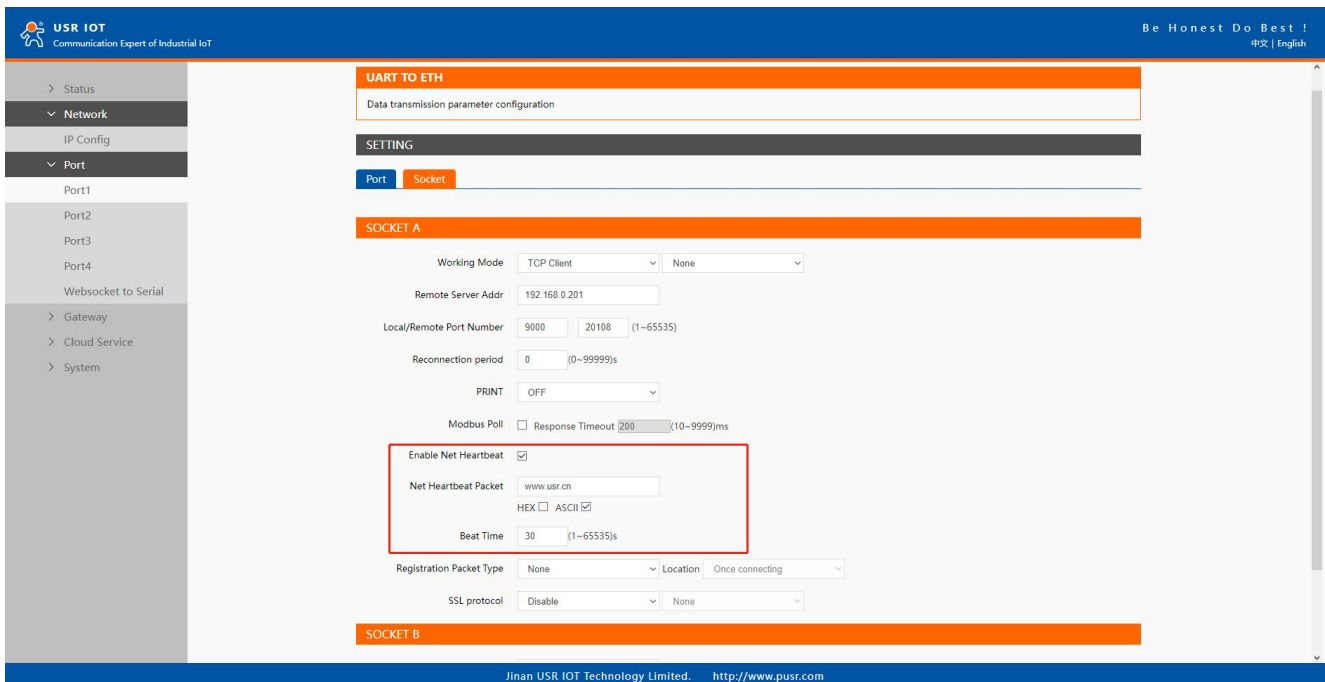 USR IOT
Communication Expert of Industrial IoT
Be Honest Do Best !
中文 | English
> Status
Network
IP Config
Port
Port1
Port2
Port3
Port4
Websocket to Serial
> Gateway
> Cloud Service
> System
UART TO ETH
Data transmission parameter configuration
SETTING
Port Socket
SOCKET A
Working Mode TCP Client None
Remote Server Addr 192.168.0.201
Local/Remote Port Number 9000 20108 (1~65535)
Reconnection period 0 (0~99999)s
PRINT OFF
Modbus Poll Response Timeout 200 (10~9999)ms
Enable Net Heartbeat
Net Heartbeat Packet www.usr.cn
HEX ASCII
Beat Time 30 (1~65535)s
Registration Packet Type None Location Once connecting
SSL protocol Disable None
SOCKET B
Jinan USR IOT Technology Limited. http://www.pusr.com